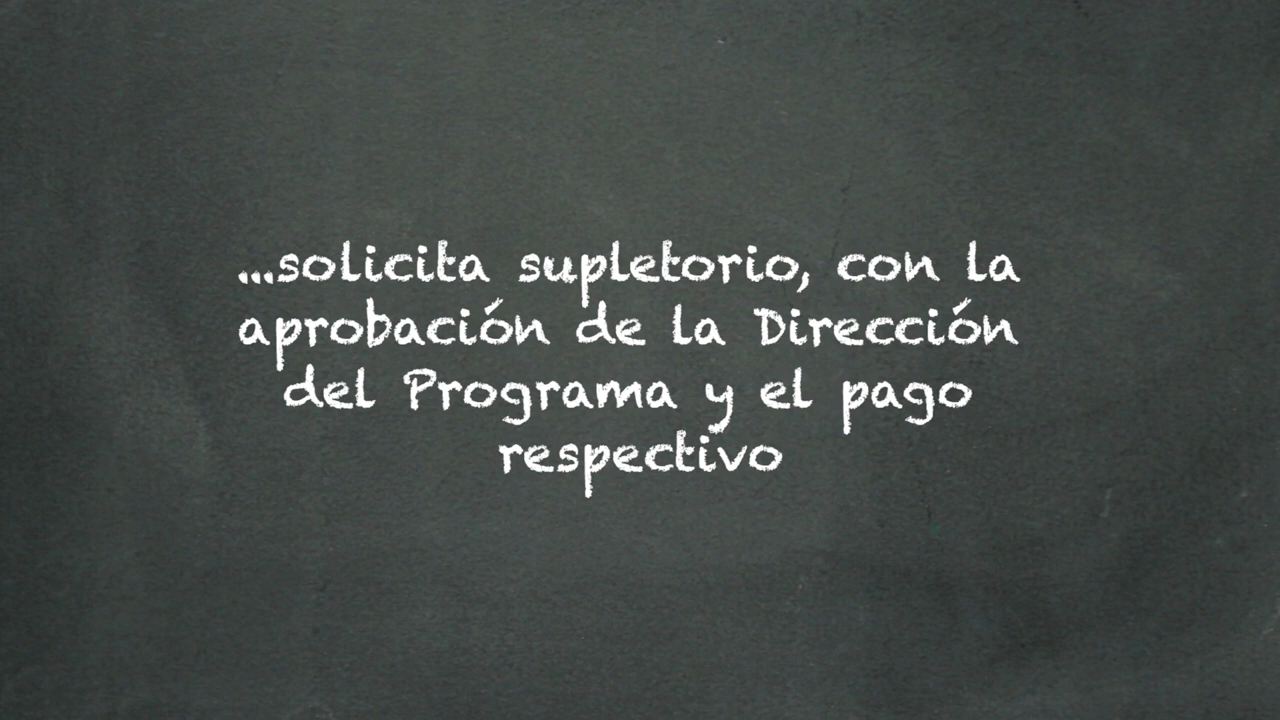 ...solicita supletorio, con la
aprobación de la Dirección
del Programa y el pago
respectivo